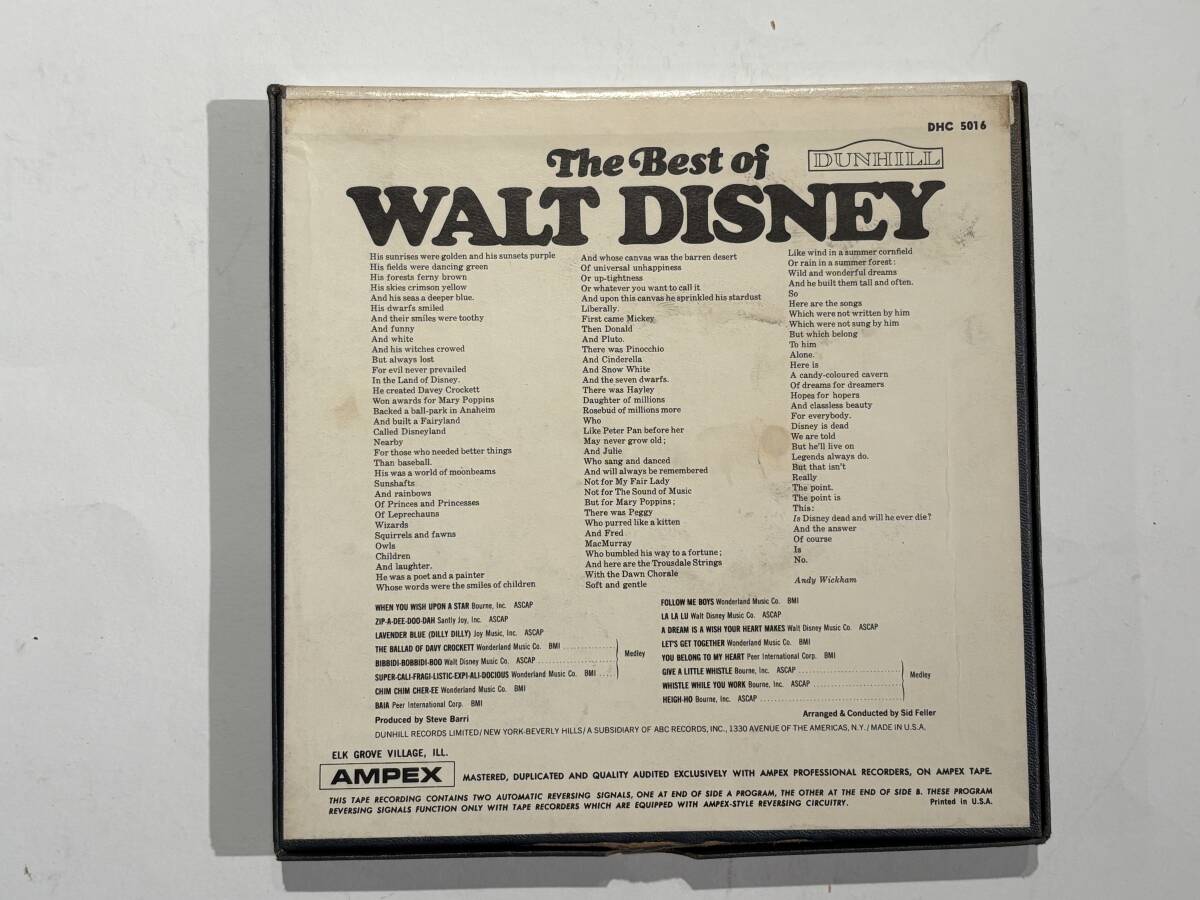 DHC 5016
The Best of
DUNHILL
WALT DISNEY
His sunrises were golden and his sunsets purple
His fields were dancing green
His forests ferny brown
His skies crimson yellow
And his seas a deeper blue.
His dwarfs smiled
And their smiles were toothy
And funny
And white
And his witches crowed
But always lost
For evil never prevailed
In the Land of Disney.
He created Davey Crockett
Won awards for Mary Poppins
Backed a ball-park in Anaheim
And built a Fairyland
Called Disneyland
Nearby
For those who needed better things
Than baseball.
His was a world of moonbeams
Sunshafts
And rainbows
Of Princes and Princesses
Of Leprechauns
Wizards
Squirrels and fawns
Owls
Children
And laughter.
He was a poet and a painter
Whose words were the smiles of children
And whose canvas was the barren desert
Of universal unhappiness
Or up-tightness
Or whatever you want to call it
And upon this canvas he sprinkled his stardust
Liberally.
First came Mickey
Then Donald
And Pluto.
There was Pinocchio
And Cinderella
And Snow White
And the seven dwarfs.
There was Hayley
Daughter of millions
Rosebud of millions more
Who
Like Peter Pan before her
May never grow old;
And Julie
Who sang and danced
And will always be remembered
Not for My Fair Lady
Not for The Sound of Music
But for Mary Poppins;
There was Peggy
Who purred like a kitten
And Fred
MacMurray
Who bumbled his way to a fortune;
And here are the Trousdale Strings
With the Dawn Chorale
Soft and gentle
Like wind in a summer cornfield
Or rain in a summer forest:
Wild and wonderful dreams
And he built them tall and often.
So
Here are the songs
Which were not written by him
Which were not sung by him
But which belong
To him
Alone.
Here is
A candy-coloured cavern
Of dreams for dreamers
Hopes for hopers
And classless beauty
For everybody.
Disney is dead
We are told
But he'll live on
Legends always do.
But that isn't
Really
The point.
The point is
This:
Is Disney dead and will he ever die?
And the answer
Of course
Is
No.
Andy Wickham
WHEN YOU WISH UPON A STAR Bourne, Inc. ASCAP
ZIP-A-DEE-DOO-DAH Santly Joy, Inc. ASCAP
LAVENDER BLUE (DILLY DILLY) Joy Music, Inc. ASCAP
THE BALLAD OF DAVY CROCKETT Wonderland Music Co. BMI
BIBBIDI-BOBBIDI-BOO Walt Disney Music Co. ASCAP
Medley
SUPER-CALI-FRAGI-LISTIC-EXPI-ALI-DOCIOUS Wonderland Music Co. BMI
CHIM CHIM CHER-EE Wonderland Music Co. BMI
BAIA Peer International Corp. BMI
Produced by Steve Barri
FOLLOW ME BOYS Wonderland Music Co. BMI
LA LA LU Walt Disney Music Co. ASCAP
A DREAM IS A WISH YOUR HEART MAKES Walt Disney Music Co. ASCAP
LET'S GET TOGETHER Wonderland Music Co. BMI
YOU BELONG TO MY HEART Peer International Corp. BMI
GIVE A LITTLE WHISTLE Bourne, Inc. ASCAP
WHISTLE WHILE YOU WORK Bourne, Inc. ASCAP
Medley
HEIGH-HO Bourne, Inc. ASCAP
Arranged & Conducted by Sid Feller
DUNHILL RECORDS LIMITED/NEW YORK-BEVERLY HILLS/A SUBSIDIARY OF ABC RECORDS, INC., 1330 AVENUE OF THE AMERICAS, N.Y./MADE IN U.S.A.
ELK GROVE VILLAGE, ILL.
AMPEX
MASTERED, DUPLICATED AND QUALITY AUDITED EXCLUSIVELY WITH AMPEX PROFESSIONAL RECORDERS, ON AMPEX TAPE.
THIS TAPE RECORDING CONTAINS TWO AUTOMATIC REVERSING SIGNALS, ONE AT END OF SIDE A PROGRAM, THE OTHER AT THE END OF SIDE B. THESE PROGRAM
REVERSING SIGNALS FUNCTION ONLY WITH TAPE RECORDERS WHICH ARE EQUIPPED WITH AMPEX-STYLE REVERSING CIRCUITRY.
Printed in U.S.A.